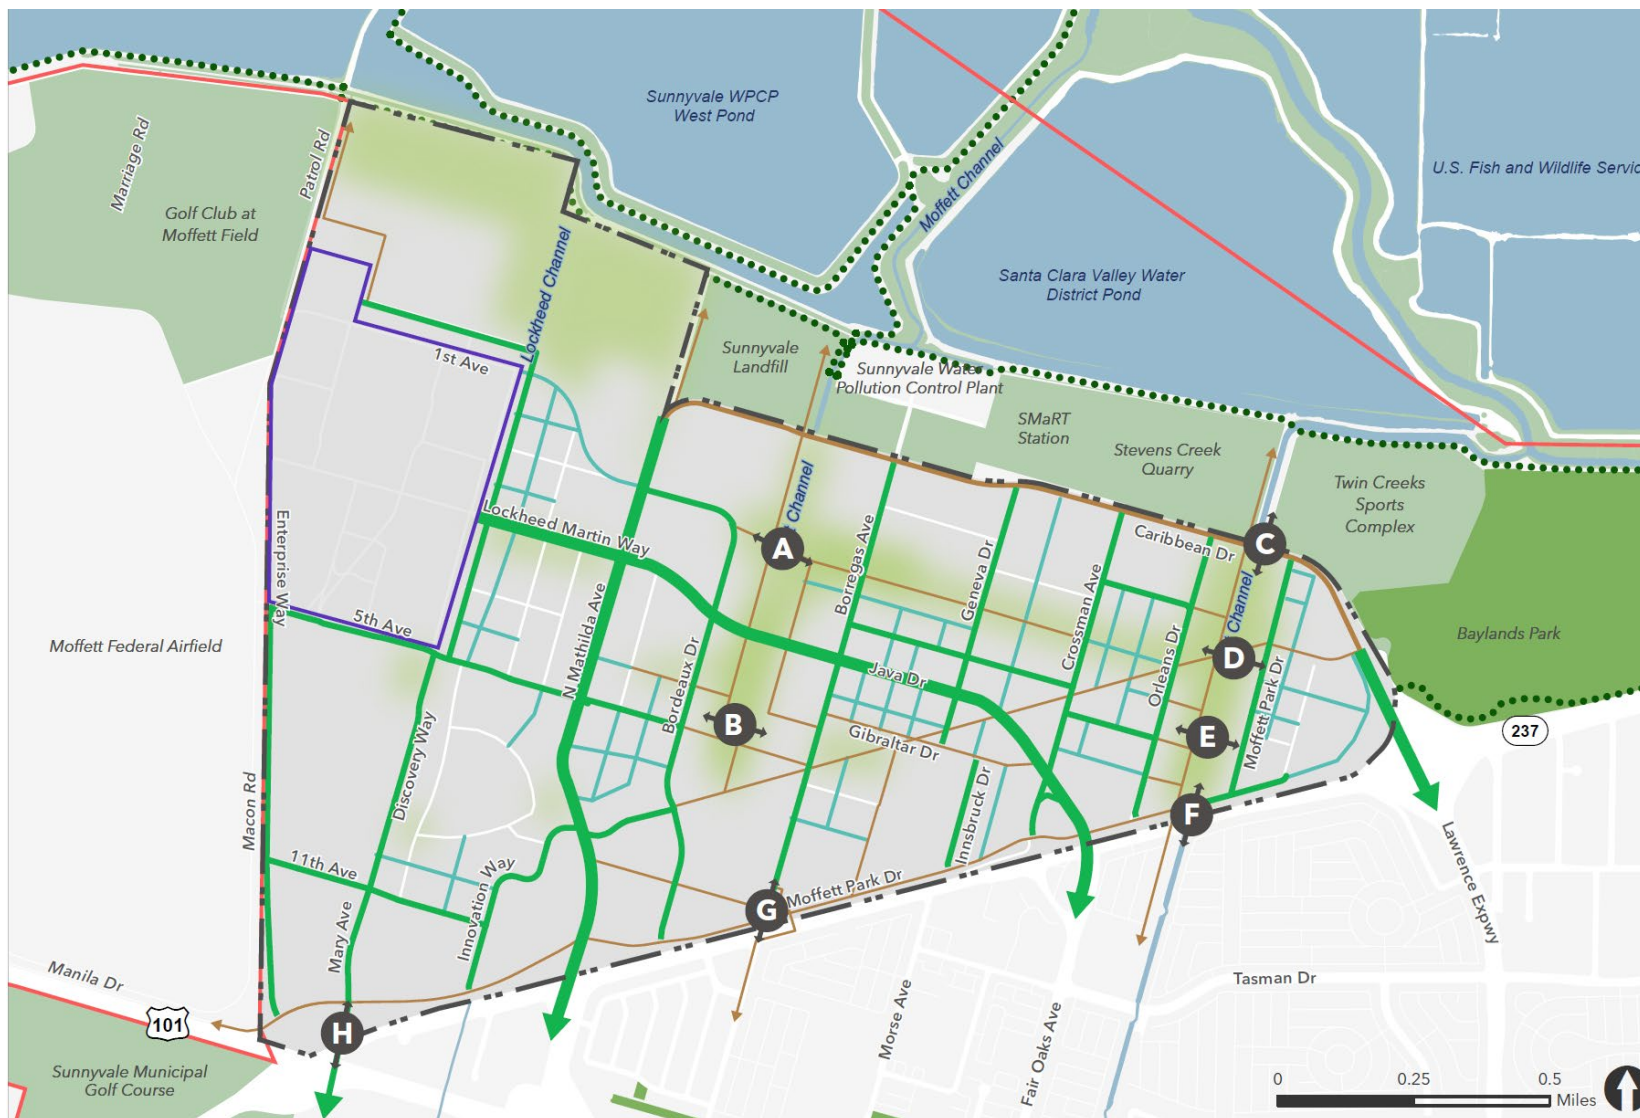 Sunnyvale WPCP
West Pond
Marriage Rd
Patrol Rd
Golf Club at
Moffett Field
Moffett Channel
U.S. Fish and Wildlife Servic
Santa Clara Valley Water
District Pond
Lockheed Channel
1st Ave
Sunnyvale
Landfill
Sunnyvale Water
Pollution Control Plant
SMaRT
Station
Stevens Creek
Quarry
Twin Creeks
Sports
Complex
Channel
Lockheed Martin Way
Enterprise Way
5th Ave
A
Borregas Ave
Geneva Dr
Caribbean Dr
C
Crossman Ave
Channel
Moffett Federal Airfield
N Mathilda Ave
Bordeaux Dr
Java Dr
Orleans Dr
D
Moffett Park Dr
Baylands Park
B
Gibraltar Dr
E
237
Discovery Way
Macon Rd
Innsbruck Dr
F
11th Ave
Innovation Way
Moffett Park Dr
G
Lawrence Expwy
Mary Ave
Manila Dr
101
H
Morse Ave
Fair Oaks Ave
Tasman Dr
Sunnyvale Municipal
Golf Course
0 0.25 0.5
Miles